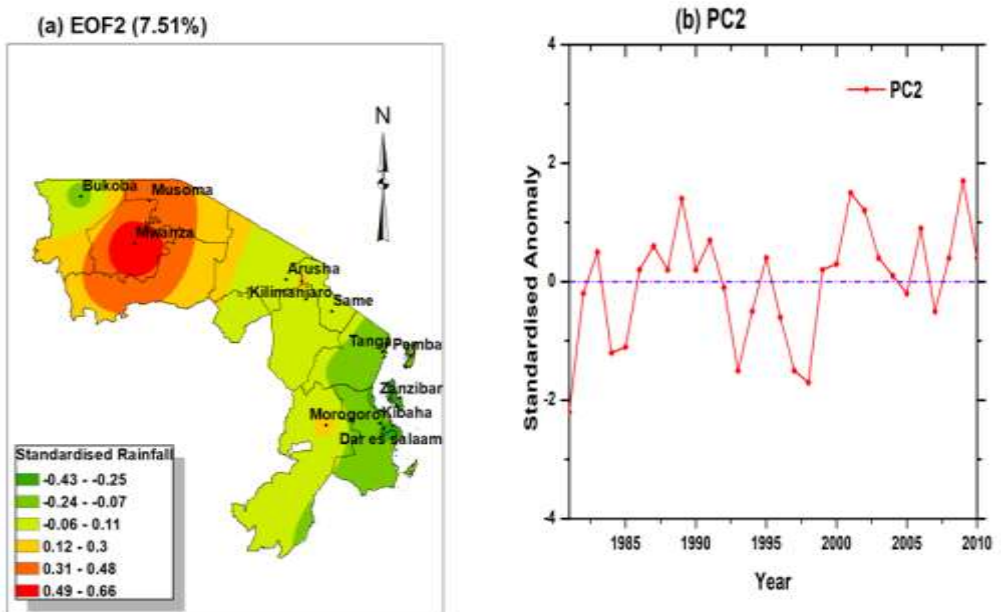 (a) EOF2 (7.51%)
N
Bukoba
Musoma
Mwanza
Arusha
Kilimanjaro
Same
Tanga
Pemba
Zanzibar
Morogoro
Kibaha
Dar es salaam
Standardised Rainfall
-0.43 - -0.25
-0.24 - -0.07
-0.06 - 0.11
0.12 - 0.3
0.31 - 0.48
0.49 - 0.66
(b) PC2
PC2
Standardised Anomaly
4
2
0
-2
-4
1985 1990 1995 2000 2005 2010
Year